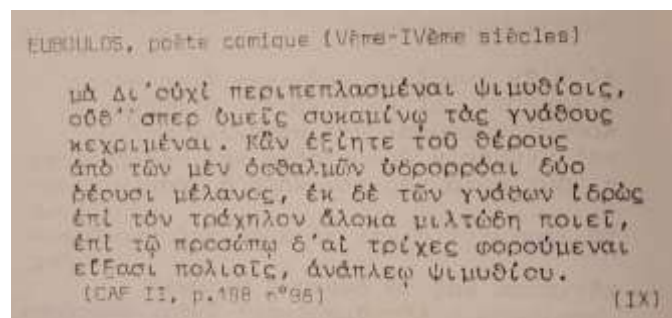 EUBOULOS, poète comique (Vème-IVème siècles)
μὰ Δι'οὐχὶ περιπεπλασμέναι ψιμυθίοις,
οὐδ'ὥσπερ ὑμεῖς συκαμίνῳ τὰς γνάθους
κεχριμέναι. Κἂν ἐξίητε τοῦ θέρους
ἀπὸ τῶν μὲν ὀφθαλμῶν ὑδρορρόαι δύο
ῥέουσι μέλανος, ἐκ δὲ τῶν γνάθων ἱδρὼς
ἐπὶ τὸν τράχηλον ἄλοκα μιλτώδη ποιεῖ,
ἐπὶ τῷ προσώπῳ δ'αἱ τρίχες φορούμεναι
εἴξασι πολιαῖς, ἀνάπλεῳ ψιμυθίου.
(CAF II, p.198 n°98) [IX]